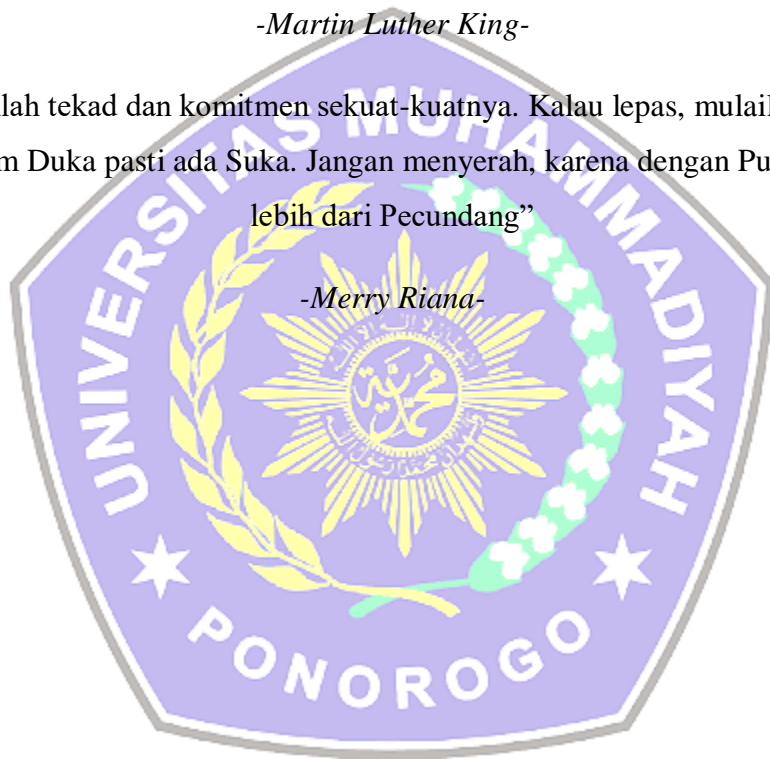 -Martin Luther King-
lah tekad dan komitmen sekuat-kuatnya. Kalau lepas, mulail
m Duka pasti ada Suka. Jangan menyerah, karena dengan Pu
lebih dari Pecundang”
-Merry Riana-
UNIVERSITAS MUHAMMADIYAH
PONOROGO
محمدية